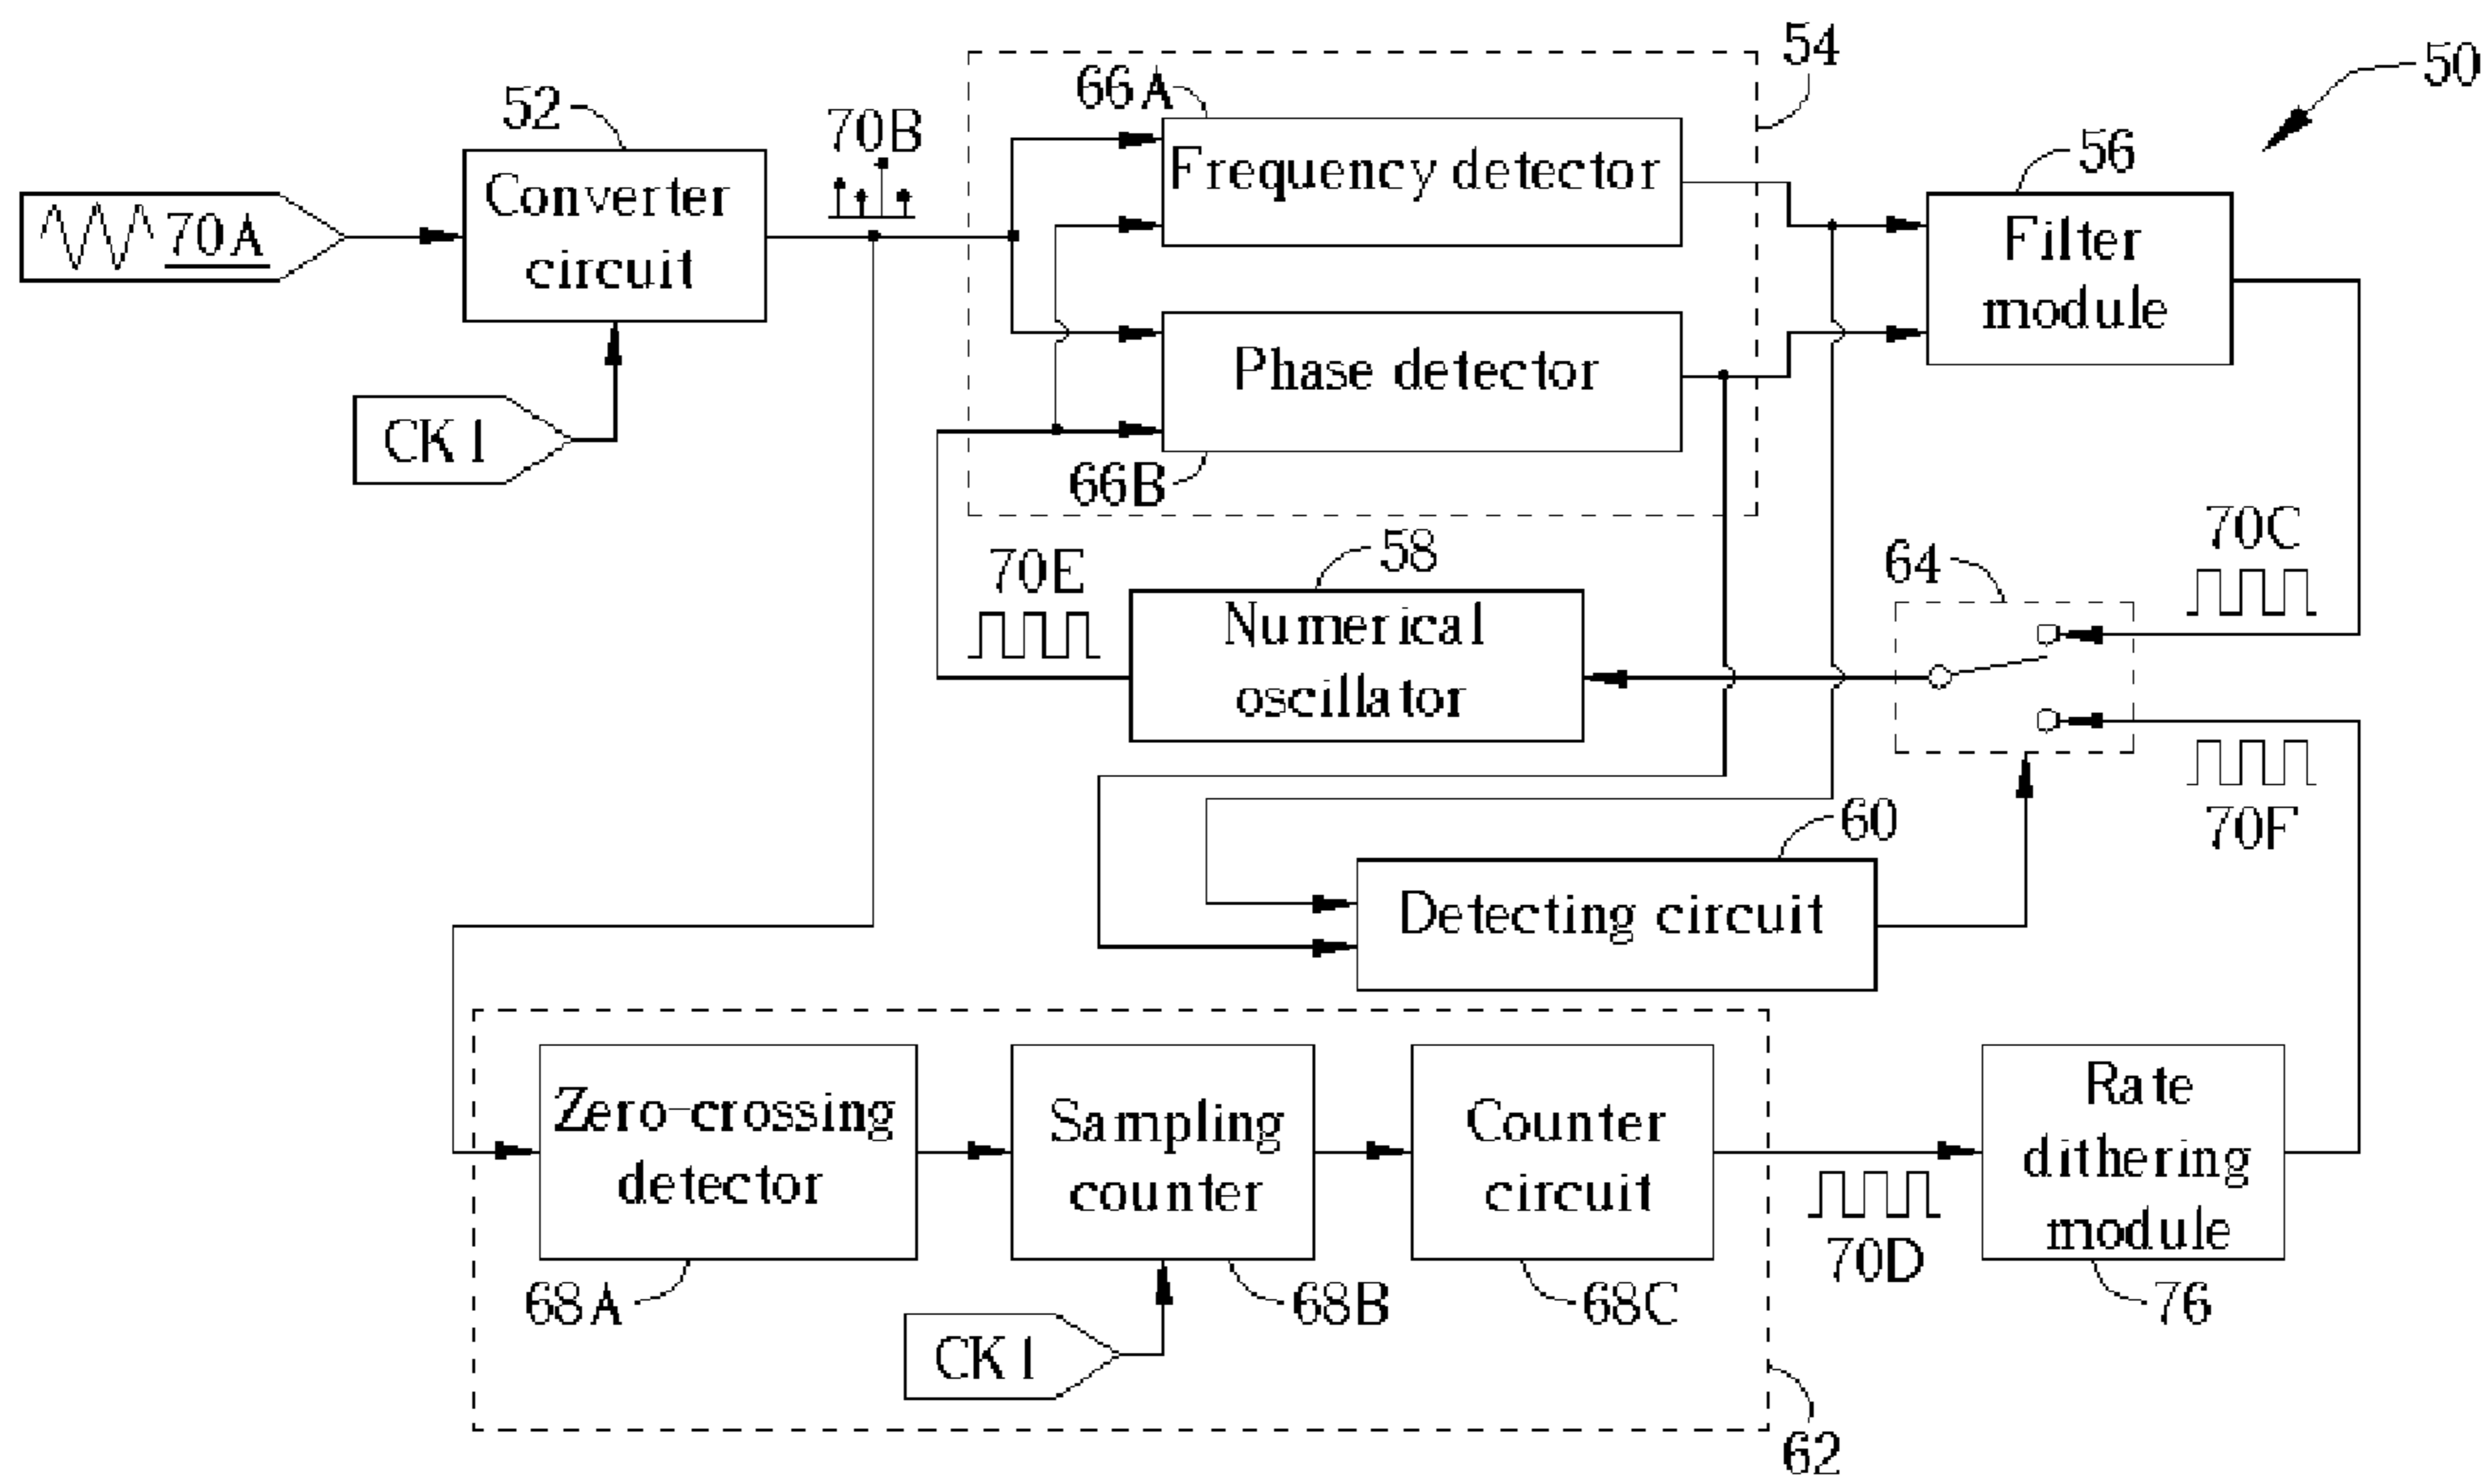 54
50
66A
52
70B
56
Frequency detector
Converter
circuit
70A
Filter
module
Phase detector
CK1
66B
70C
58
64
70E
Numerical
oscillator
60
70F
Detecting circuit
Zero-crossing
detector
Sampling
counter
Counter
circuit
Rate
dithering
module
70D
68A
68B
68C
76
CK1
62